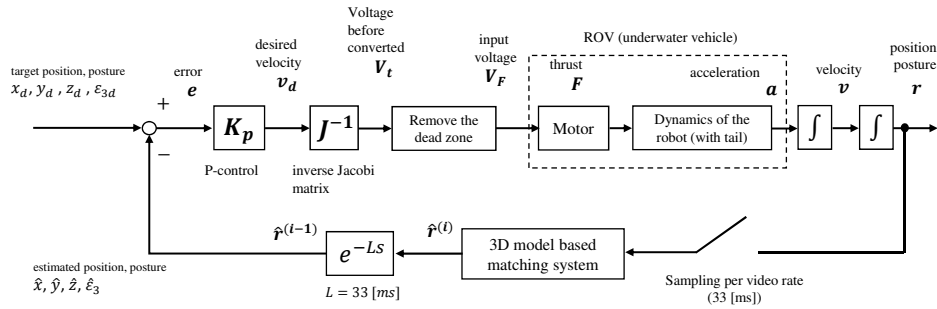 Voltage
before
converted
V_t
ROV (underwater vehicle)
desired
velocity
v_d
input
voltage
V_F
thrust
F
acceleration
a
velocity
v
position
posture
r
target position, posture
x_d, y_d , z_d , ε_{3d}
error
e
+
−
K_p
J^{-1}
Remove the
dead zone
Motor
Dynamics of the
robot (with tail)
∫
∫
P-control
inverse Jacobi
matrix
r̂^{(i−1)}
r̂^{(i)}
e^{−Ls}
3D model based
matching system
estimated position, posture
x̂, ŷ, ẑ, ε̂_3
L = 33 [ms]
Sampling per video rate
(33 [ms])